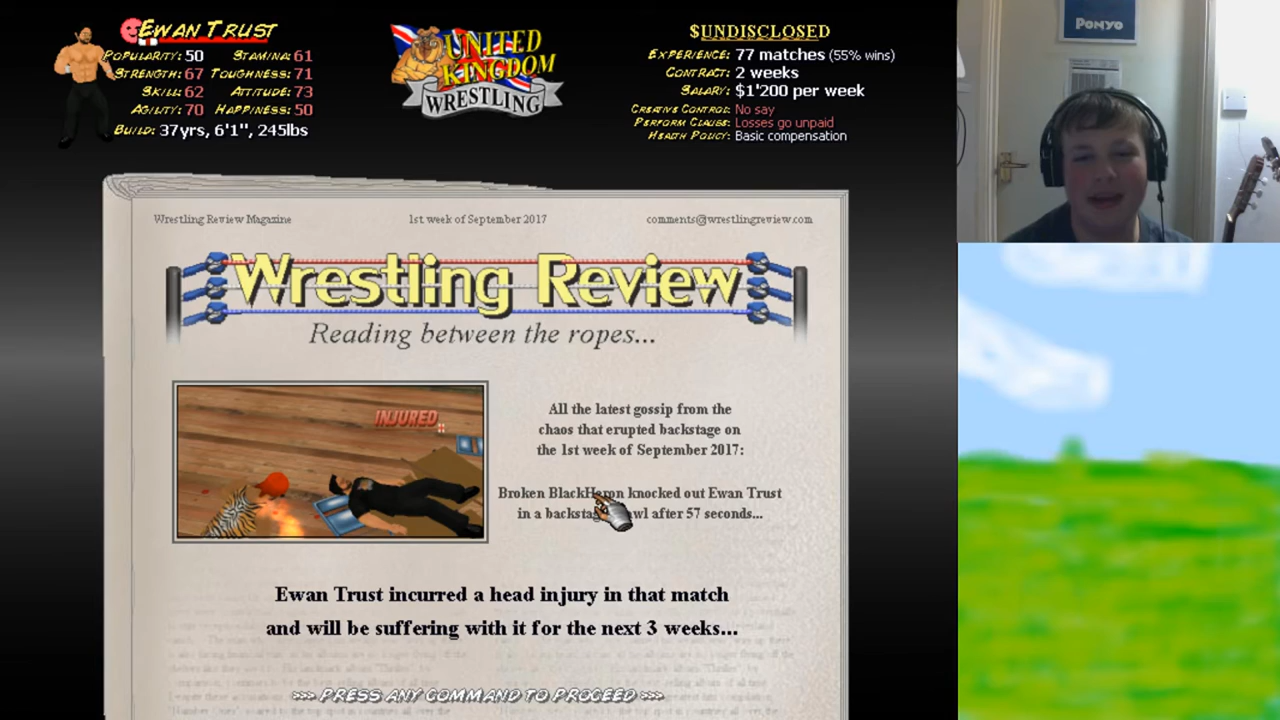 EWAN TRUST
POPULARITY: 50 STAMINA: 61
STRENGTH: 67 TOUGHNESS: 71
SKILL: 62 ATTITUDE: 73
AGILITY: 70 HAPPINESS: 50
BUILD: 37yrs, 6'1", 245lbs
UNITED
KINGDOM
WRESTLING
$UNDISCLOSED
EXPERIENCE: 77 matches (55% wins)
CONTRACT: 2 weeks
SALARY: $1'200 per week
CREATIVE CONTROL: No say
PERFORM CLAUSE: Losses go unpaid
HEALTH POLICY: Basic compensation
PONYO
Wrestling Review Magazine 1st week of September 2017 comments@wrestlingreview.com
Wrestling Review
Reading between the ropes...
INJURED
All the latest gossip from the
chaos that erupted backstage on
the 1st week of September 2017:
Broken BlackHeron knocked out Ewan Trust
in a backstage brawl after 57 seconds...
Ewan Trust incurred a head injury in that match
and will be suffering with it for the next 3 weeks...
>>> PRESS ANY COMMAND TO PROCEED >>>